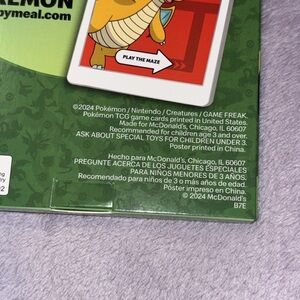 ÉMON
ymeal.com
PLAY THE MAZE
©2024 Pokémon / Nintendo / Creatures / GAME FREAK.
Pokémon TCG game cards printed in United States.
Made for McDonald's, Chicago, IL 60607
Recommended for children age 3 and over.
ASK ABOUT SPECIAL TOYS FOR CHILDREN UNDER 3.
Poster printed in China.
Hecho para McDonald's, Chicago, IL 60607
PREGUNTE ACERCA DE LOS JUGUETES ESPECIALES
PARA NIÑOS MENORES DE 3 AÑOS.
Recomendado para niños de 3 o más años de edad.
Póster impreso en China.
© 2024 McDonald's
B7E